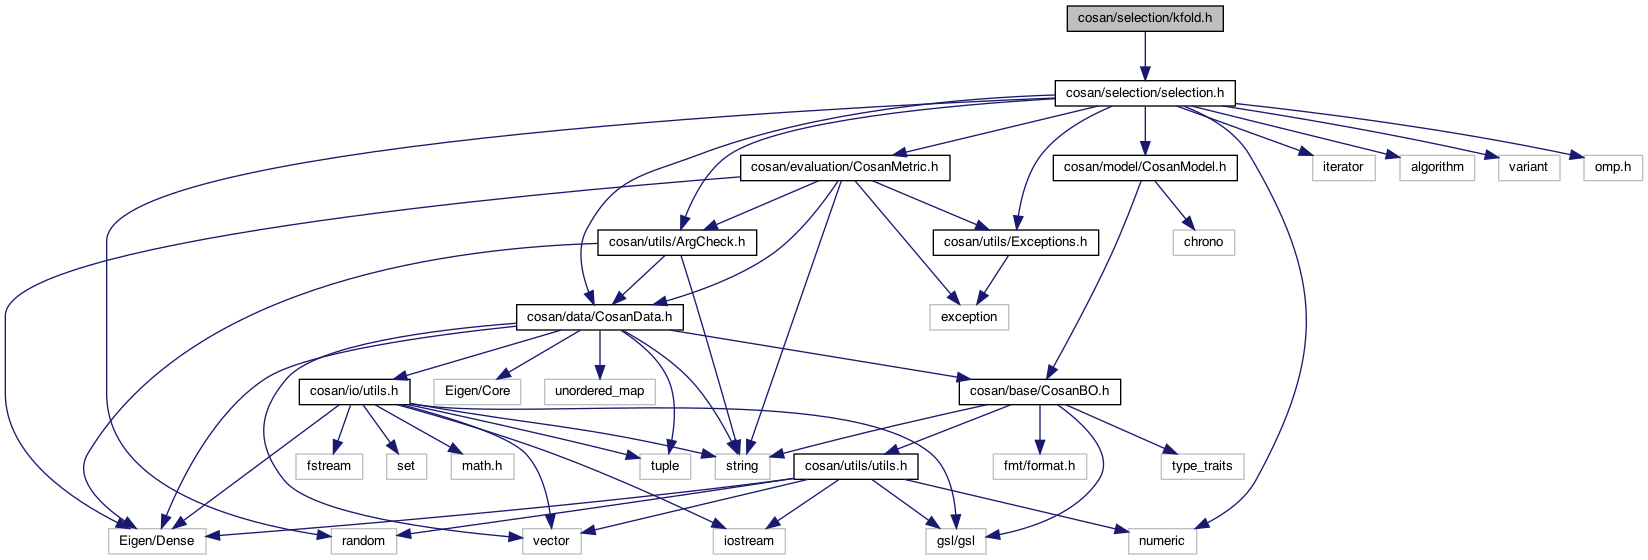 cosan/selection/kfold.h
cosan/selection/selection.h
cosan/evaluation/CosanMetric.h
cosan/model/CosanModel.h
iterator
algorithm
variant
omp.h
cosan/utils/ArgCheck.h
cosan/utils/Exceptions.h
chrono
cosan/data/CosanData.h
exception
cosan/io/utils.h
Eigen/Core
unordered_map
cosan/base/CosanBO.h
fstream
set
math.h
tuple
string
cosan/utils/utils.h
fmt/format.h
type_traits
Eigen/Dense
random
vector
iostream
gsl/gsl
numeric